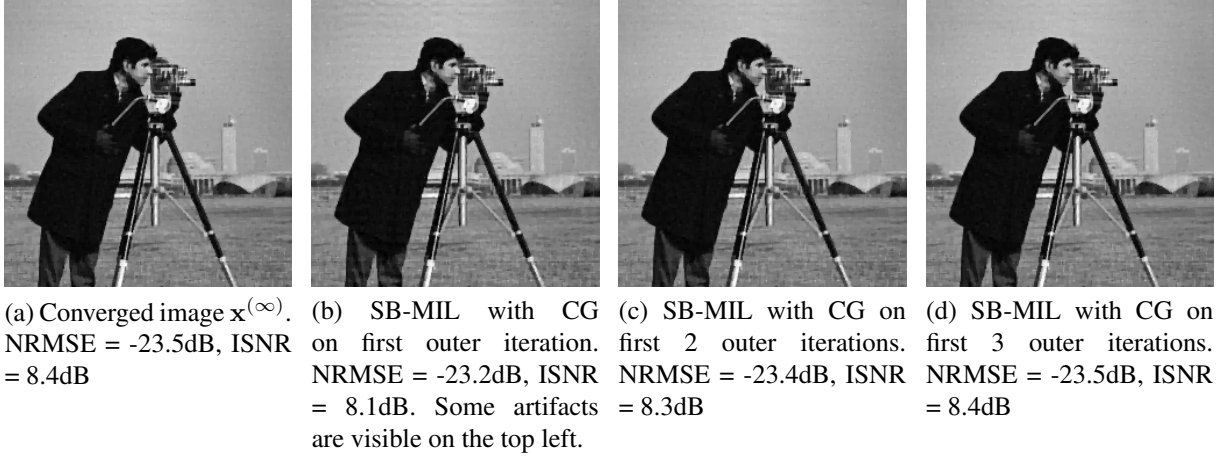 (a) Converged image x^(∞).
NRMSE = -23.5dB, ISNR
= 8.4dB
(b) SB-MIL with CG
on first outer iteration.
NRMSE = -23.2dB, ISNR
= 8.1dB. Some artifacts
are visible on the top left.
(c) SB-MIL with CG on
first 2 outer iterations.
NRMSE = -23.4dB, ISNR
= 8.3dB
(d) SB-MIL with CG on
first 3 outer iterations.
NRMSE = -23.5dB, ISNR
= 8.4dB